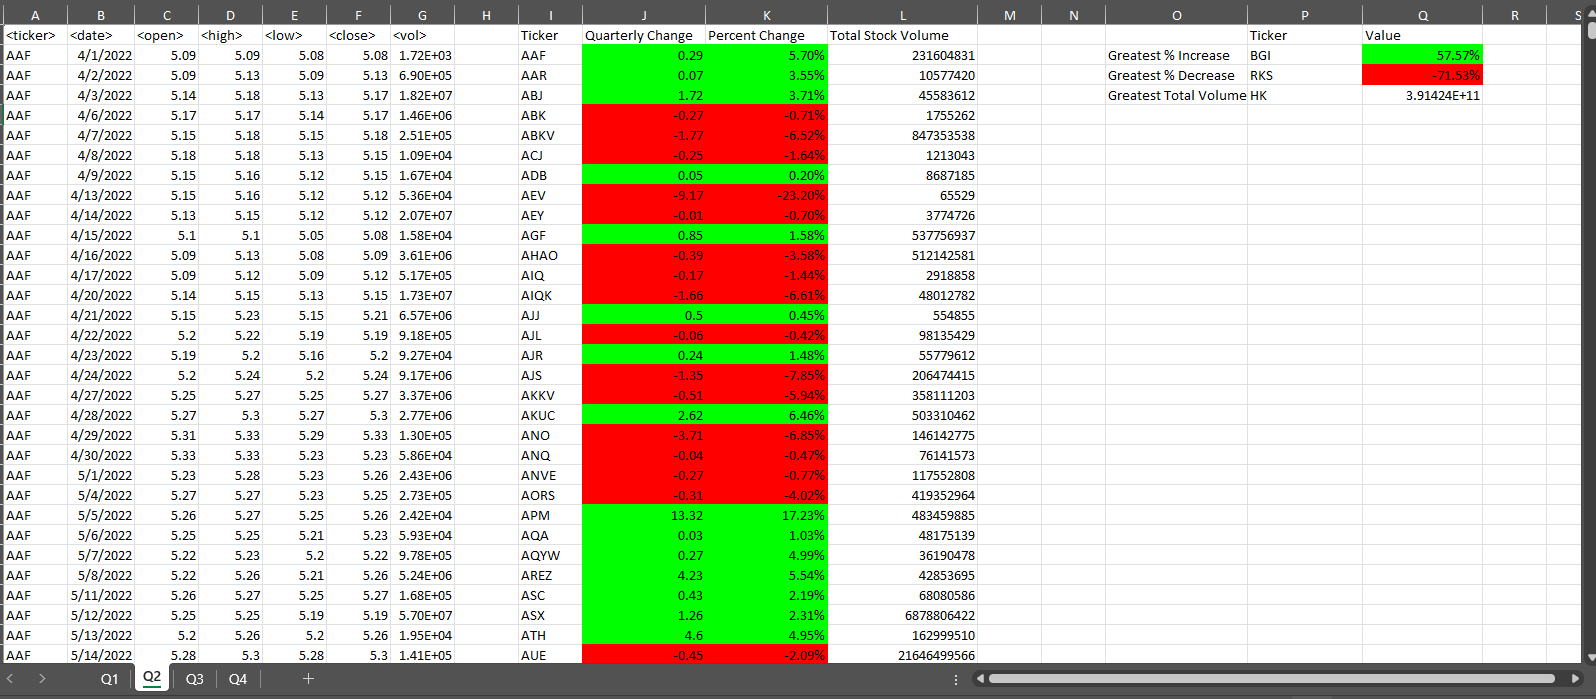 A B C D E F G H I J K L M N O P Q R S
<ticker> <date> <open> <high> <low> <close> <vol> Ticker Quarterly Change Percent Change Total Stock Volume Ticker Value
AAF 4/1/2022 5.09 5.09 5.08 5.08 1.72E+03 AAF 0.29 5.70% 231604831 Greatest % Increase BGI 57.57%
AAF 4/2/2022 5.09 5.13 5.09 5.13 6.90E+05 AAR 0.07 3.55% 10577420 Greatest % Decrease RKS -71.53%
AAF 4/3/2022 5.14 5.18 5.13 5.17 1.82E+07 ABJ 1.72 3.71% 45583612 Greatest Total Volume HK 3.91424E+11
AAF 4/6/2022 5.17 5.17 5.14 5.17 1.46E+06 ABK -0.27 -0.71% 1755262
AAF 4/7/2022 5.15 5.18 5.15 5.18 2.51E+05 ABKV -1.77 -6.52% 847353538
AAF 4/8/2022 5.18 5.18 5.13 5.15 1.09E+04 ACJ -0.25 -1.64% 1213043
AAF 4/9/2022 5.15 5.16 5.12 5.15 1.67E+04 ADB 0.05 0.20% 8687185
AAF 4/13/2022 5.15 5.16 5.12 5.12 5.36E+04 AEV -9.17 -23.20% 65529
AAF 4/14/2022 5.13 5.15 5.12 5.12 2.07E+07 AEY -0.01 -0.70% 3774726
AAF 4/15/2022 5.1 5.1 5.05 5.08 1.58E+04 AGF 0.85 1.58% 537756937
AAF 4/16/2022 5.09 5.13 5.08 5.09 3.61E+06 AHAO -0.39 -3.58% 512142581
AAF 4/17/2022 5.09 5.12 5.09 5.12 5.17E+05 AIQ -0.17 -1.44% 2918858
AAF 4/20/2022 5.14 5.15 5.13 5.15 1.73E+07 AIQK -1.66 -6.61% 48012782
AAF 4/21/2022 5.15 5.23 5.15 5.21 6.57E+06 AJJ 0.5 0.45% 554855
AAF 4/22/2022 5.2 5.22 5.19 5.19 9.18E+05 AJL -0.06 -0.42% 98135429
AAF 4/23/2022 5.19 5.2 5.16 5.2 9.27E+04 AJR 0.24 1.48% 55779612
AAF 4/24/2022 5.2 5.24 5.2 5.24 9.17E+06 AJS -1.35 -7.85% 206474415
AAF 4/27/2022 5.25 5.27 5.25 5.27 3.37E+06 AKKV -0.51 -5.94% 358111203
AAF 4/28/2022 5.27 5.3 5.27 5.3 2.77E+06 AKUC 2.62 6.46% 503310462
AAF 4/29/2022 5.31 5.33 5.29 5.33 1.30E+05 ANO -3.71 -6.85% 146142775
AAF 4/30/2022 5.33 5.33 5.23 5.23 5.86E+04 ANQ -0.04 -0.47% 76141573
AAF 5/1/2022 5.23 5.28 5.23 5.26 2.43E+06 ANVE -0.27 -0.77% 117552808
AAF 5/4/2022 5.27 5.27 5.23 5.25 2.73E+05 AORS -0.31 -4.02% 419352964
AAF 5/5/2022 5.26 5.27 5.25 5.26 2.42E+04 APM 13.32 17.23% 483459885
AAF 5/6/2022 5.25 5.25 5.21 5.23 5.93E+04 AQA 0.03 1.03% 48175139
AAF 5/7/2022 5.22 5.23 5.2 5.22 9.78E+05 AQYW 0.27 4.99% 36190478
AAF 5/8/2022 5.22 5.26 5.21 5.26 5.24E+06 AREZ 4.23 5.54% 42853695
AAF 5/11/2022 5.26 5.27 5.25 5.27 1.68E+05 ASC 0.43 2.19% 68080586
AAF 5/12/2022 5.25 5.25 5.19 5.19 5.70E+07 ASX 1.26 2.31% 6878806422
AAF 5/13/2022 5.2 5.26 5.2 5.26 1.95E+04 ATH 4.6 4.95% 162999510
AAF 5/14/2022 5.28 5.3 5.28 5.3 1.41E+05 AUE -0.45 -2.09% 21646499566
Q1 Q2 Q3 Q4